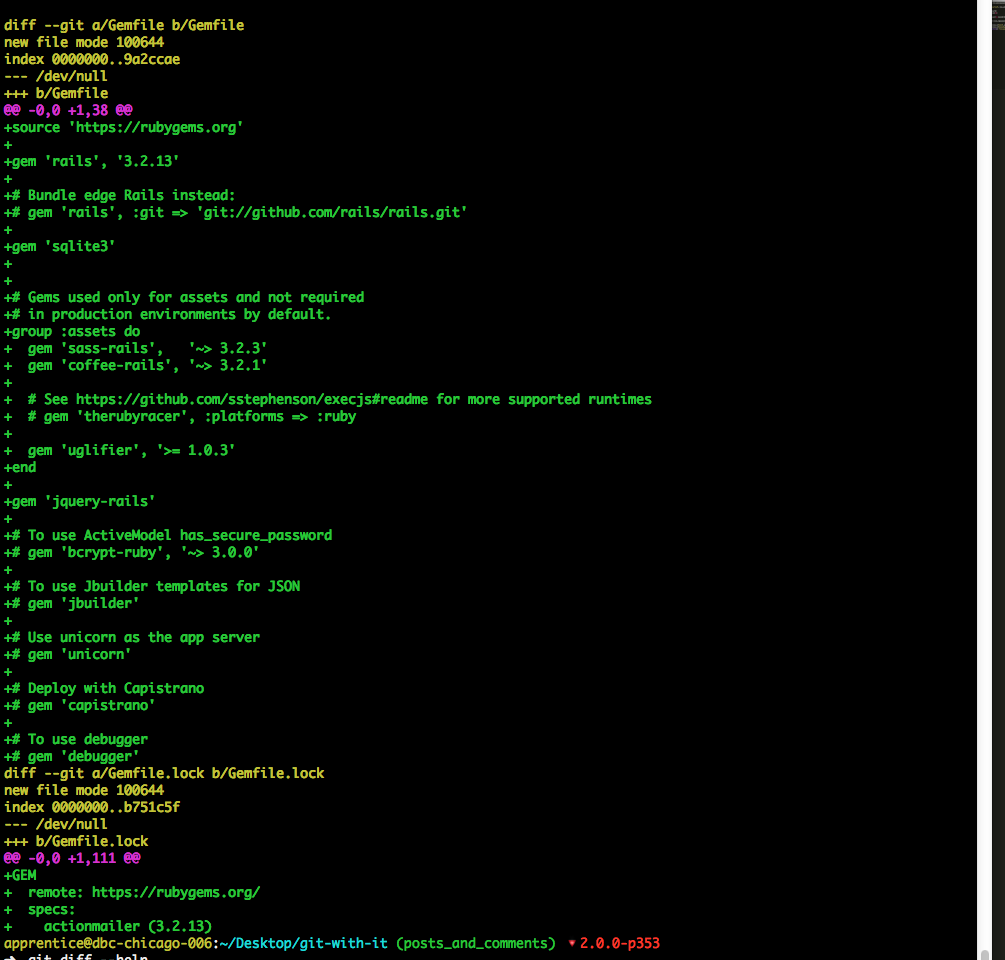 diff --git a/Gemfile b/Gemfile
new file mode 100644
index 0000000..9a2ccae
--- /dev/null
+++ b/Gemfile
@@ -0,0 +1,38 @@
+source 'https://rubygems.org'
+
+gem 'rails', '3.2.13'
+
+# Bundle edge Rails instead:
+# gem 'rails', :git => 'git://github.com/rails/rails.git'
+
+gem 'sqlite3'
+
+
+# Gems used only for assets and not required
+# in production environments by default.
+group :assets do
+  gem 'sass-rails',   '~> 3.2.3'
+  gem 'coffee-rails', '~> 3.2.1'
+
+  # See https://github.com/sstephenson/execjs#readme for more supported runtimes
+  # gem 'therubyracer', :platforms => :ruby
+
+  gem 'uglifier', '>= 1.0.3'
+end
+
+gem 'jquery-rails'
+
+# To use ActiveModel has_secure_password
+# gem 'bcrypt-ruby', '~> 3.0.0'
+
+# To use Jbuilder templates for JSON
+# gem 'jbuilder'
+
+# Use unicorn as the app server
+# gem 'unicorn'
+
+# Deploy with Capistrano
+# gem 'capistrano'
+
+# To use debugger
+# gem 'debugger'
diff --git a/Gemfile.lock b/Gemfile.lock
new file mode 100644
index 0000000..b751c5f
--- /dev/null
+++ b/Gemfile.lock
@@ -0,0 +1,111 @@
+GEM
+  remote: https://rubygems.org/
+  specs:
+    actionmailer (3.2.13)
apprentice@dbc-chicago-006:~/Desktop/git-with-it (posts_and_comments) ▾2.0.0-p353
➔ git diff --help